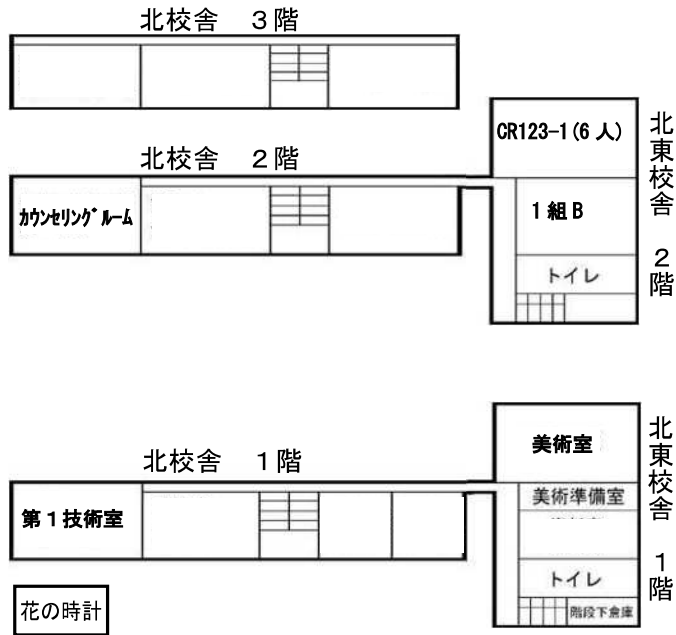 北校舎 3階
CR123-1(6人)
北校舎 2階
カウンセリングルーム
1組B
トイレ
北東校舎 2階
美術室
北校舎 1階
美術準備室
第1技術室
トイレ
階段下倉庫
北東校舎 1階
花の時計